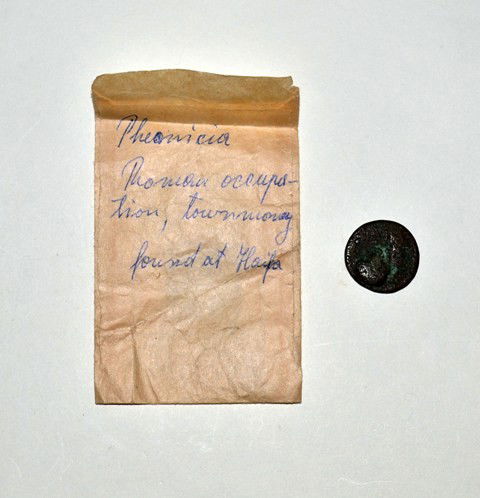 Pheonicia
Roman occupa-
tion, townmoney
found at Haifa